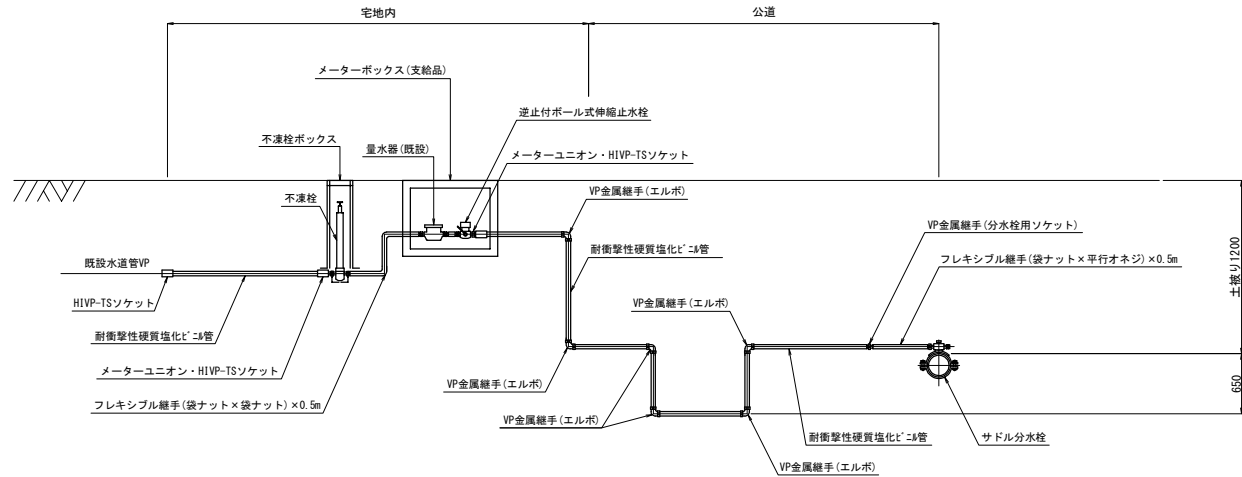 宅地内
公道
メーターボックス(支給品)
逆止付ボール式伸縮止水栓
不凍栓ボックス
量水器(既設)
メーターユニオン・HIVP-TSソケット
不凍栓
VP金属継手(エルボ)
VP金属継手(分水栓用ソケット)
耐衝撃性硬質塩化ﾋﾞﾆﾙ管
フレキシブル継手(袋ナット×平行オネジ)×0.5m
既設水道管VP
土被り1200
HIVP-TSソケット
VP金属継手(エルボ)
耐衝撃性硬質塩化ﾋﾞﾆﾙ管
メーターユニオン・HIVP-TSソケット
VP金属継手(エルボ)
650
フレキシブル継手(袋ナット×袋ナット)×0.5m
VP金属継手(エルボ)
耐衝撃性硬質塩化ﾋﾞﾆﾙ管
サドル分水栓
VP金属継手(エルボ)